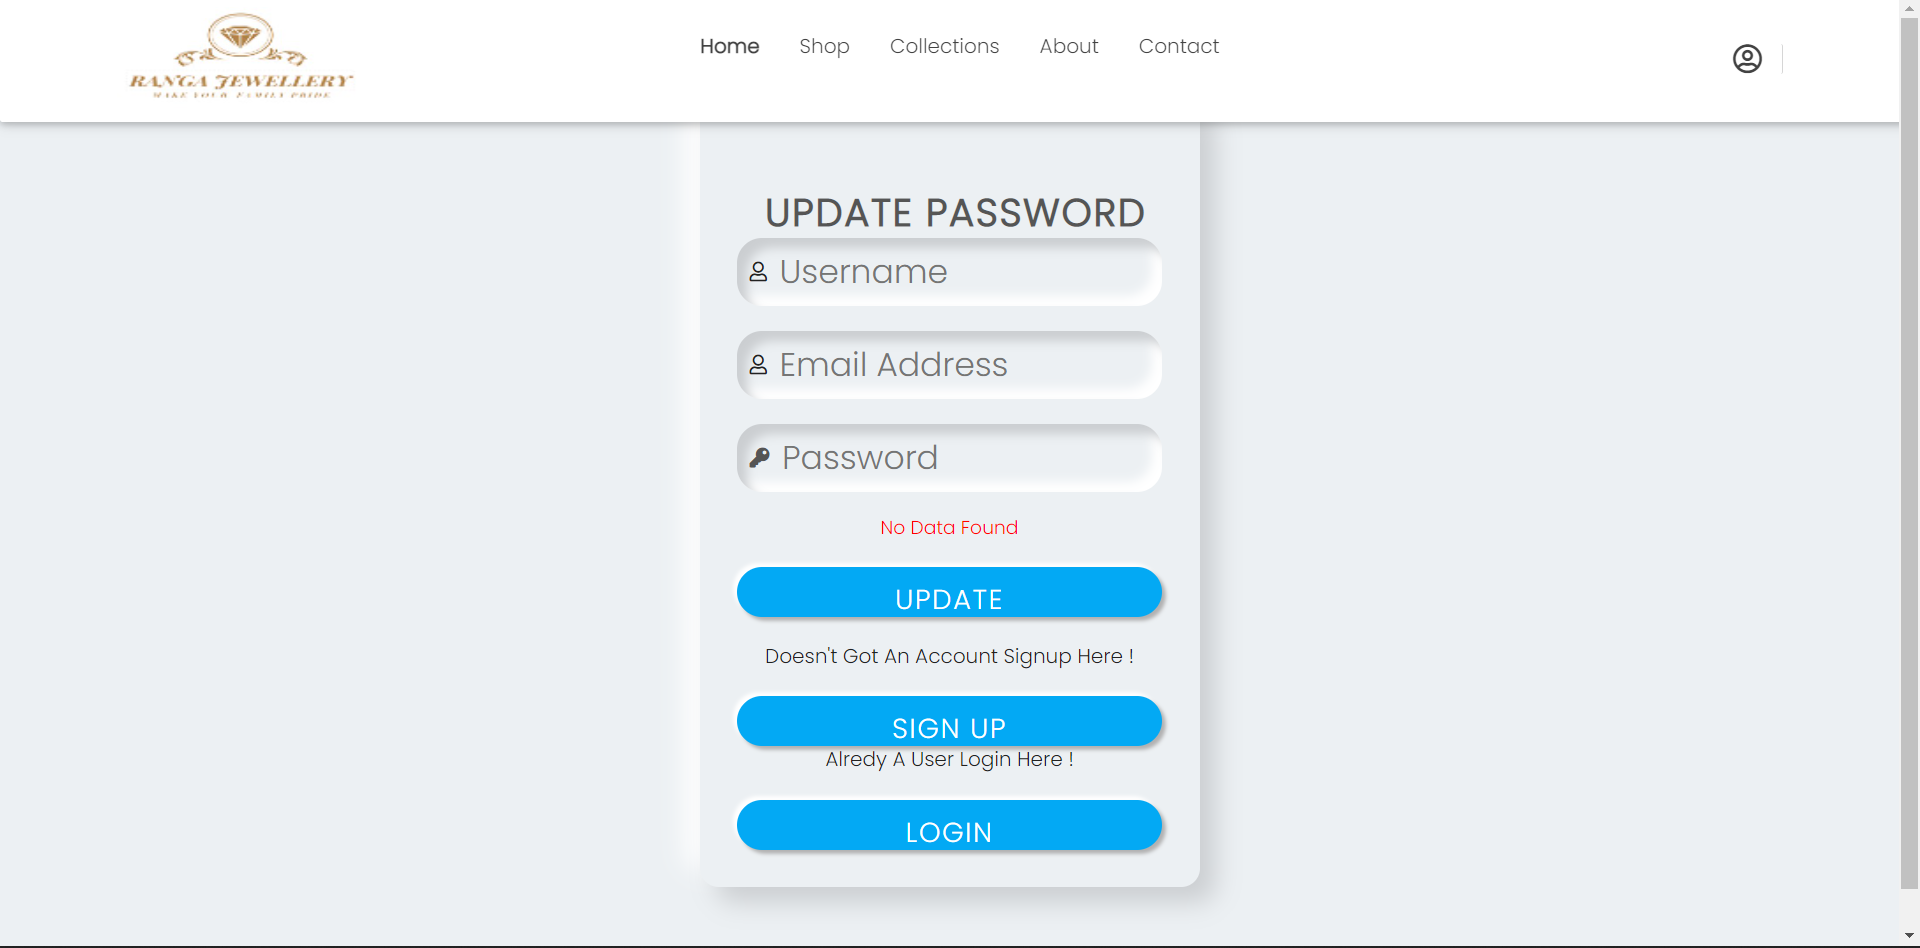 RANGA JEWELLERY
MAKE YOUR FAMILY PRIDE
Home Shop Collections About Contact
UPDATE PASSWORD
Username
Email Address
Password
No Data Found
UPDATE
Doesn't Got An Account Signup Here !
SIGN UP
Alredy A User Login Here !
LOGIN